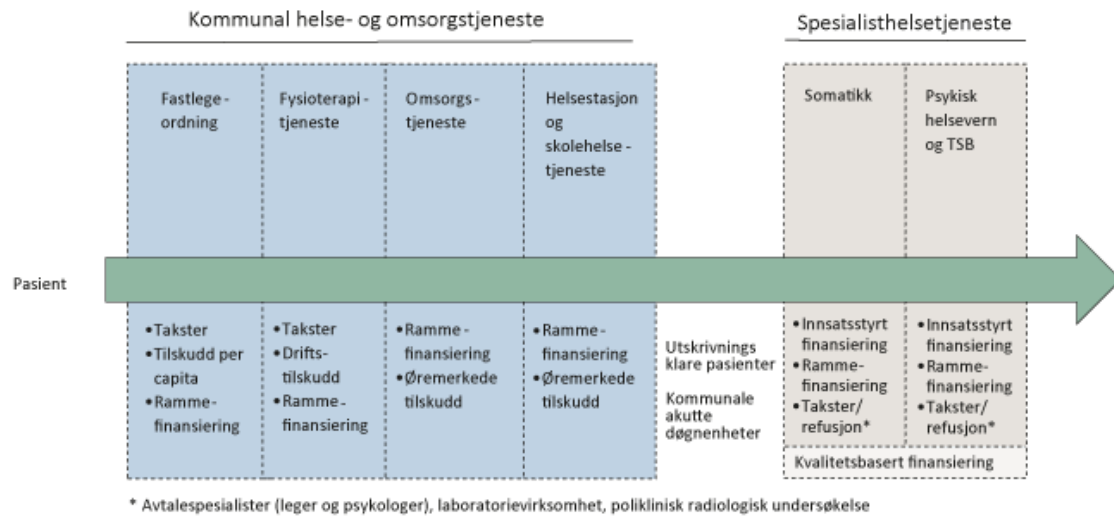 Kommunal helse- og omsorgstjeneste
Spesialisthelsetjeneste
Fastlege-
ordning
Fysioterapi-
tjeneste
Omsorgs-
tjeneste
Helsestasjon
og
skolehelse-
tjeneste
Somatikk
Psykisk
helsevern
og TSB
Pasient
•Takster
•Tilskudd per
capita
•Ramme-
finansiering
•Takster
•Drifts-
tilskudd
•Ramme-
finansiering
•Ramme-
finansiering
•Øremerkede
tilskudd
•Ramme-
finansiering
•Øremerkede
tilskudd
Utskrivnings
klare pasienter
Kommunale
akutte
døgnenheter
•Innsatsstyrt
finansiering
•Ramme-
finansiering
•Takster/
refusjon*
•Innsatsstyrt
finansiering
•Ramme-
finansiering
•Takster/
refusjon*
Kvalitetsbasert finansiering
* Avtalespesialister (leger og psykologer), laboratorievirksomhet, poliklinisk radiologisk undersøkelse